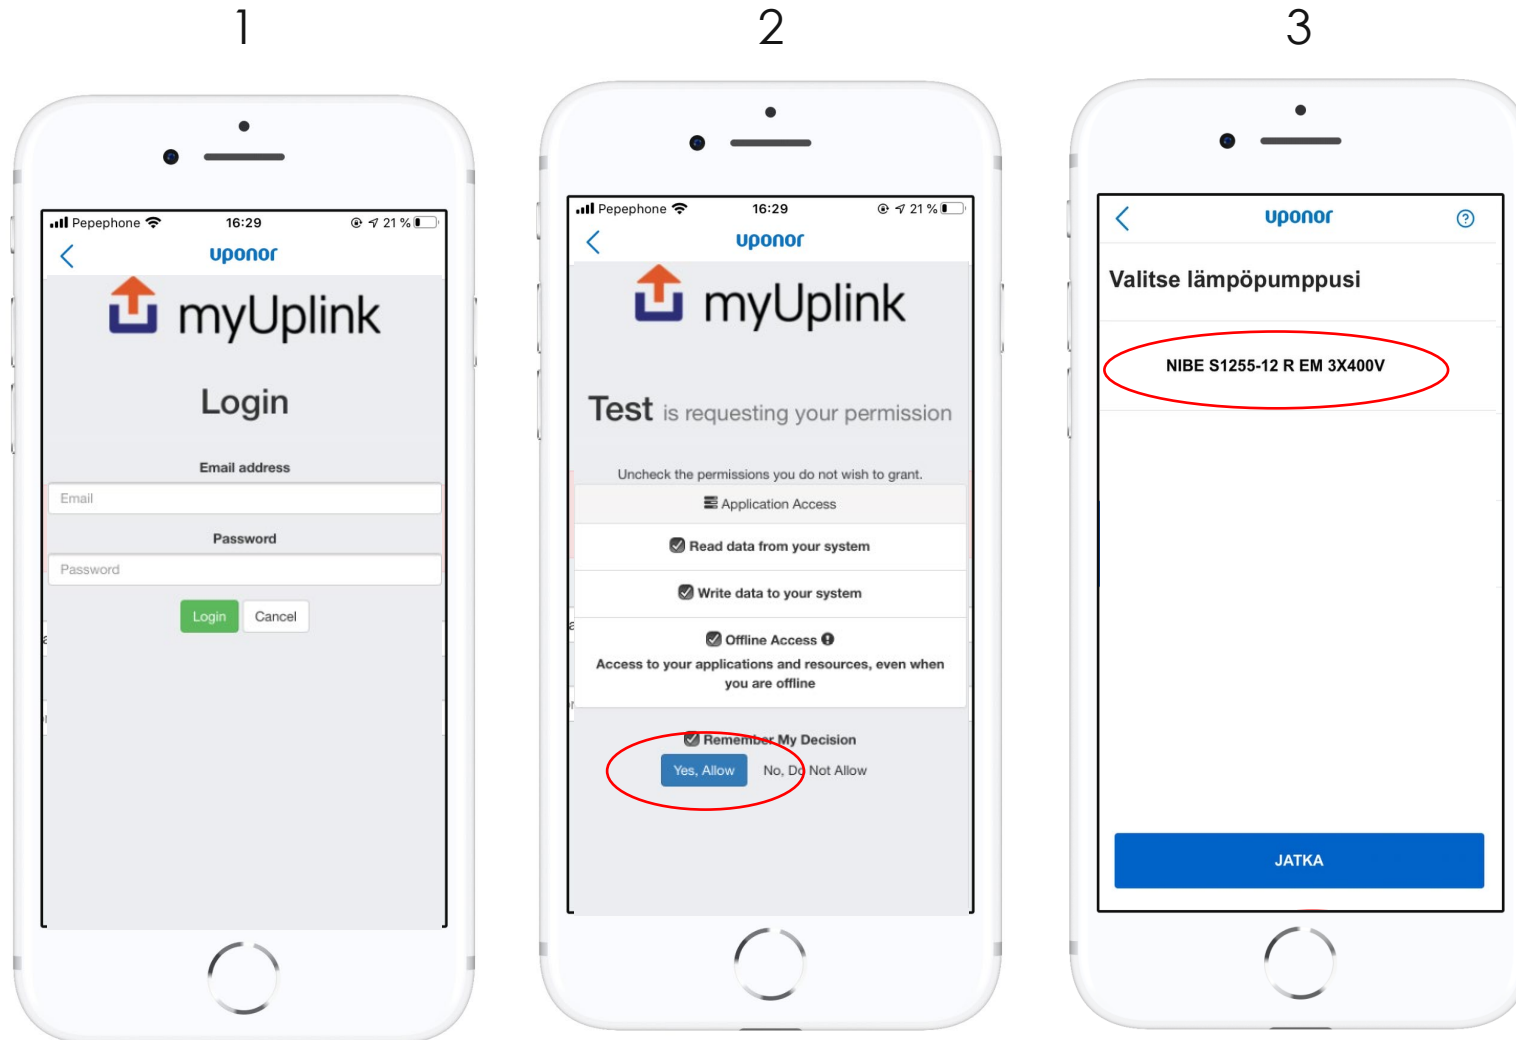 1
Pepephone 16:29 21 %
uponor
myUplink
Login
Email address
Email
Password
Password
Login Cancel
2
Pepephone 16:29 21 %
uponor
myUplink
Test is requesting your permission
Uncheck the permissions you do not wish to grant.
Application Access
Read data from your system
Write data to your system
Offline Access
Access to your applications and resources, even when
you are offline
Remember My Decision
Yes, Allow No, Do Not Allow
3
uponor
Valitse lämpöpumppusi
NIBE S1255-12 R EM 3X400V
JATKA